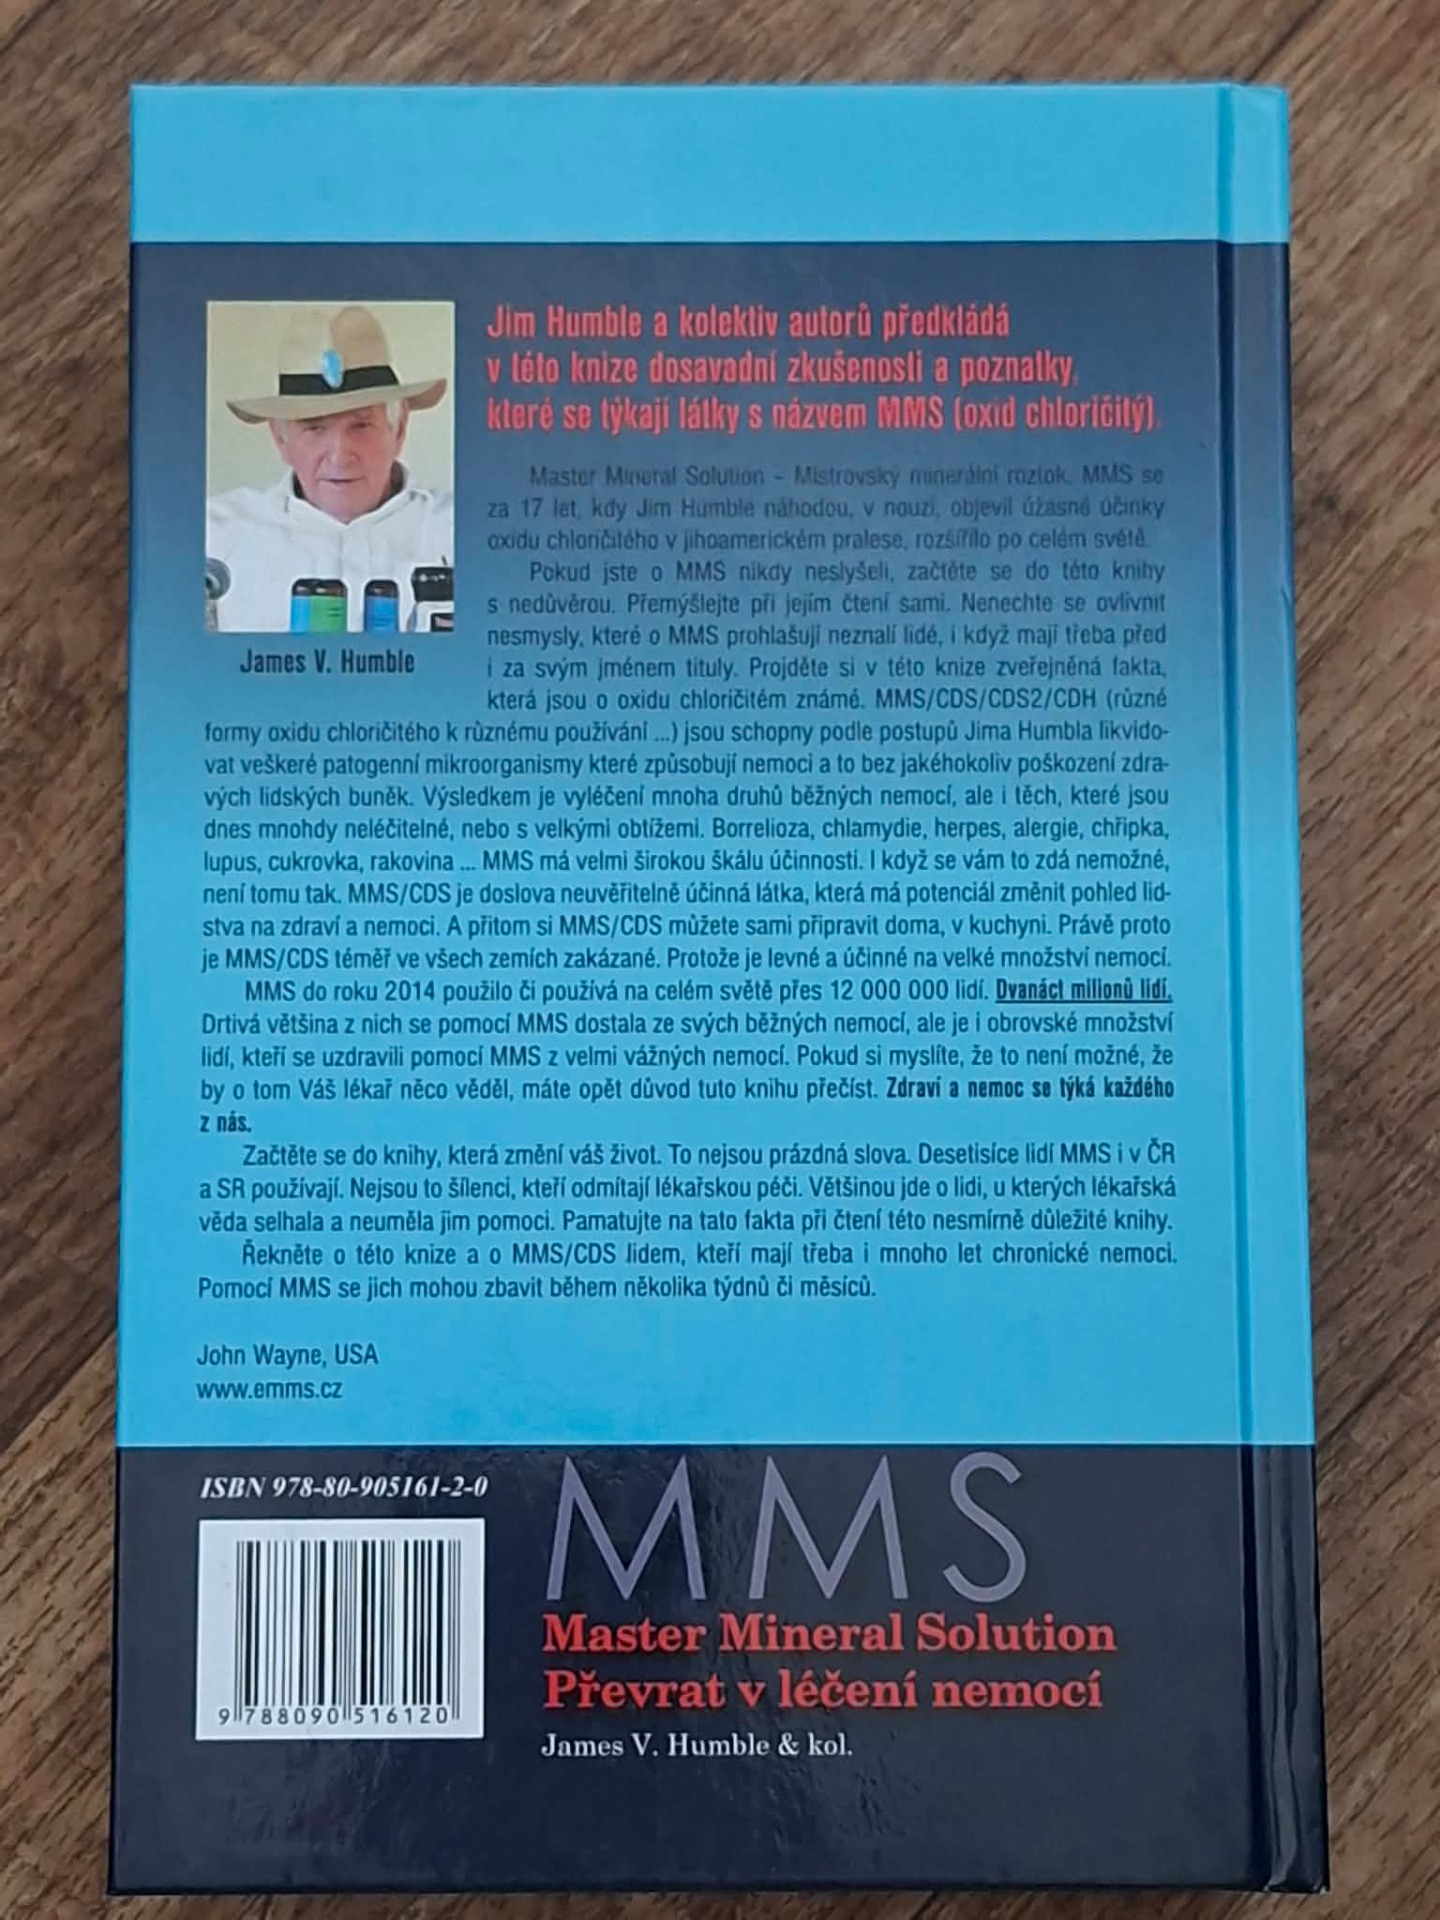 Jim Humble a kolektiv autorů předkládá
v této knize dosavadní zkušenosti a poznatky,
které se týkají látky s názvem MMS (oxid chloričitý).
Master Mineral Solution – Mistrovský minerální roztok. MMS se
za 17 let, kdy Jim Humble náhodou, v nouzi, objevil úžasné účinky
oxidu chloričitého v jihoamerickém pralese, rozšířilo po celém světě.
Pokud jste o MMS nikdy neslyšeli, začtěte se do této knihy
s nedůvěrou. Přemýšlejte při jejím čtení sami. Nenechte se ovlivnit
nesmysly, které o MMS prohlašují neznalí lidé, i když mají třeba před
i za svým jménem tituly. Projděte si v této knize zveřejněná fakta,
která jsou o oxidu chloričitém známé. MMS/CDS/CDS2/CDH (různé
formy oxidu chloričitého k různému používání ...) jsou schopny podle postupů Jima Humbla likvido-
vat veškeré patogenní mikroorganismy které způsobují nemoci a to bez jakéhokoliv poškození zdra-
vých lidských buněk. Výsledkem je vyléčení mnoha druhů běžných nemocí, ale i těch, které jsou
dnes mnohdy neléčitelné, nebo s velkými obtížemi. Borrelioza, chlamydie, herpes, alergie, chřipka,
lupus, cukrovka, rakovina ... MMS má velmi širokou škálu účinnosti. I když se vám to zdá nemožné,
není tomu tak. MMS/CDS je doslova neuvěřitelně účinná látka, která má potenciál změnit pohled lid-
stva na zdraví a nemoci. A přitom si MMS/CDS můžete sami připravit doma, v kuchyni. Právě proto
je MMS/CDS téměř ve všech zemích zakázané. Protože je levné a účinné na velké množství nemocí.
MMS do roku 2014 použilo či používá na celém světě přes 12 000 000 lidí. Dvanáct milionů lidí.
Drtivá většina z nich se pomocí MMS dostala ze svých běžných nemocí, ale je i obrovské množství
lidí, kteří se uzdravili pomocí MMS z velmi vážných nemocí. Pokud si myslíte, že to není možné, že
by o tom Váš lékař něco věděl, máte opět důvod tuto knihu přečíst. Zdraví a nemoc se týká každého
z nás.
Začtěte se do knihy, která změní váš život. To nejsou prázdná slova. Desetisíce lidí MMS i v ČR
a SR používají. Nejsou to šílenci, kteří odmítají lékařskou péči. Většinou jde o lidi, u kterých lékařská
věda selhala a neuměla jim pomoci. Pamatujte na tato fakta při čtení této nesmírně důležité knihy.
Řekněte o této knize a o MMS/CDS lidem, kteří mají třeba i mnoho let chronické nemoci.
Pomocí MMS se jich mohou zbavit během několika týdnů či měsíců.
James V. Humble
John Wayne, USA
www.emms.cz
ISBN 978-80-905161-2-0
9 788090 516120
MMS
Master Mineral Solution
Převrat v léčení nemocí
James V. Humble & kol.